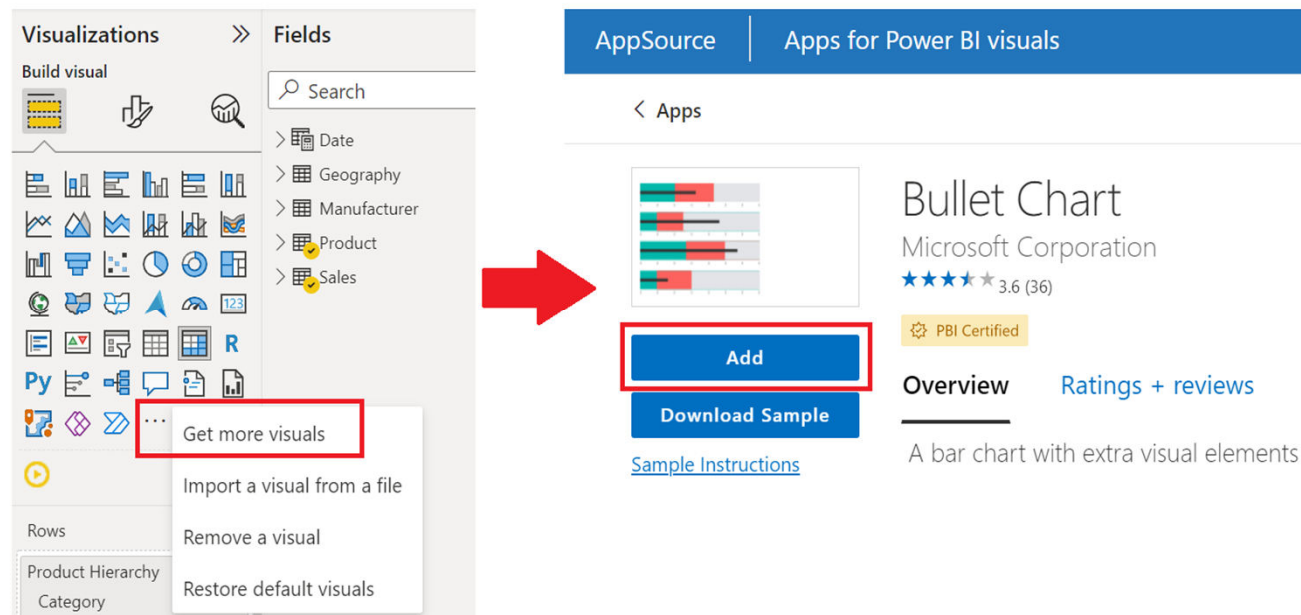 Visualizations
Build visual
123
R
Py
Get more visuals
Import a visual from a file
Remove a visual
Restore default visuals
Rows
Product Hierarchy
Category
Fields
Search
Date
Geography
Manufacturer
Product
Sales
AppSource
Apps for Power BI visuals
Apps
Bullet Chart
Microsoft Corporation
3.6 (36)
PBI Certified
Add
Download Sample
Sample Instructions
Overview Ratings + reviews
A bar chart with extra visual elements